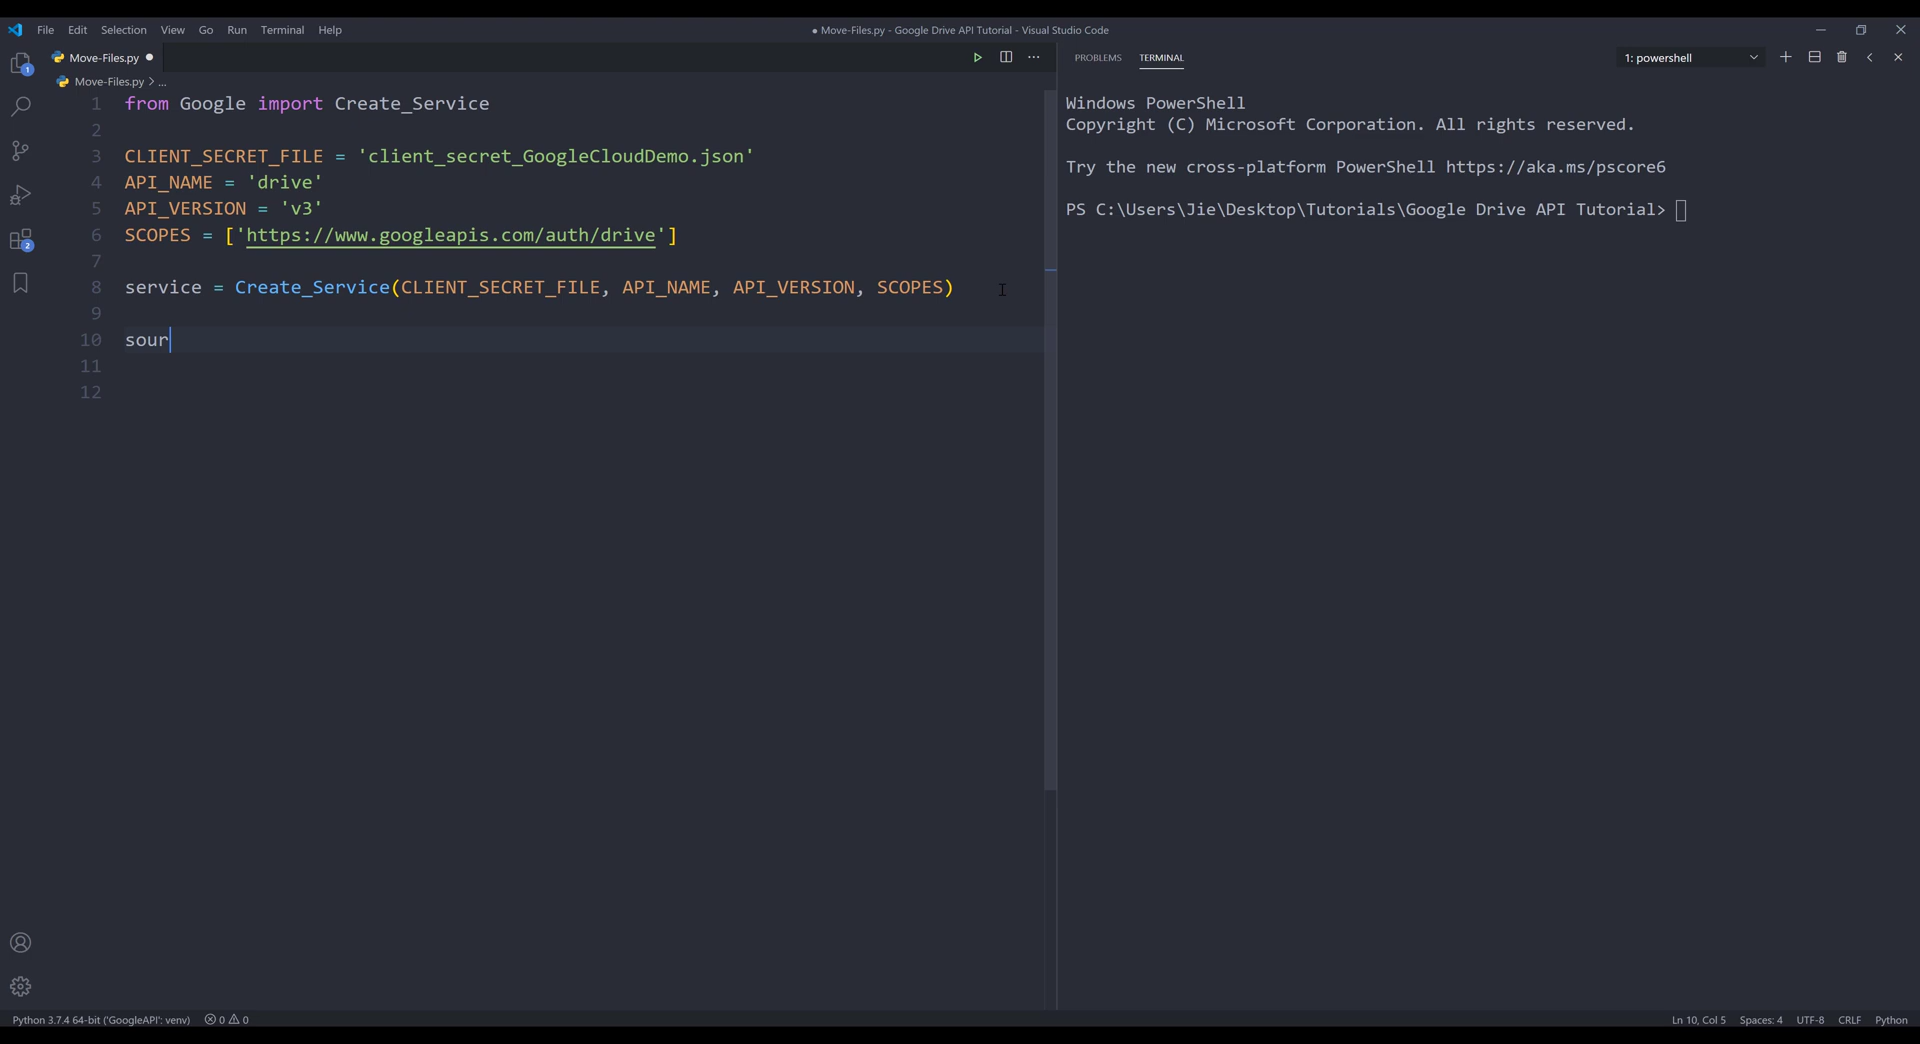 File Edit Selection View Go Run Terminal Help
● Move-Files.py - Google Drive API Tutorial - Visual Studio Code
Move-Files.py ●
Move-Files.py > ...
1 from Google import Create_Service
2
3 CLIENT_SECRET_FILE = 'client_secret_GoogleCloudDemo.json'
4 API_NAME = 'drive'
5 API_VERSION = 'v3'
6 SCOPES = ['https://www.googleapis.com/auth/drive']
7
8 service = Create_Service(CLIENT_SECRET_FILE, API_NAME, API_VERSION, SCOPES)
9
10 sour
11
12
1
2
PROBLEMS TERMINAL
1: powershell
Windows PowerShell
Copyright (C) Microsoft Corporation. All rights reserved.
Try the new cross-platform PowerShell https://aka.ms/pscore6
PS C:\Users\Jie\Desktop\Tutorials\Google Drive API Tutorial>
Python 3.7.4 64-bit ('GoogleAPI': venv) 0 0
Ln 10, Col 5 Spaces: 4 UTF-8 CRLF Python